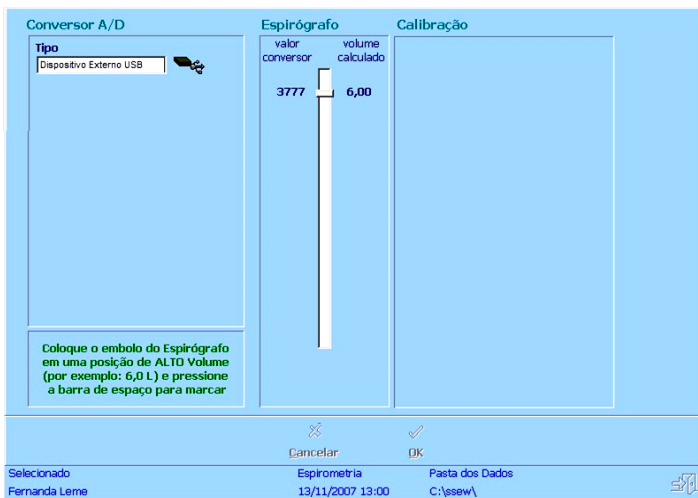 Conversor A/D
Tipo
Dispositivo Externo USB
Coloque o embolo do Espirógrafo
em uma posição de ALTO Volume
(por exemplo: 6,0 L) e pressione
a barra de espaço para marcar
Espirógrafo
valor conversor
volume calculado
3777
6,00
Calibração
Cancelar
OK
Selecionado
Fernanda Leme
Espirometria
13/11/2007 13:00
Pasta dos Dados
C:\ssew\